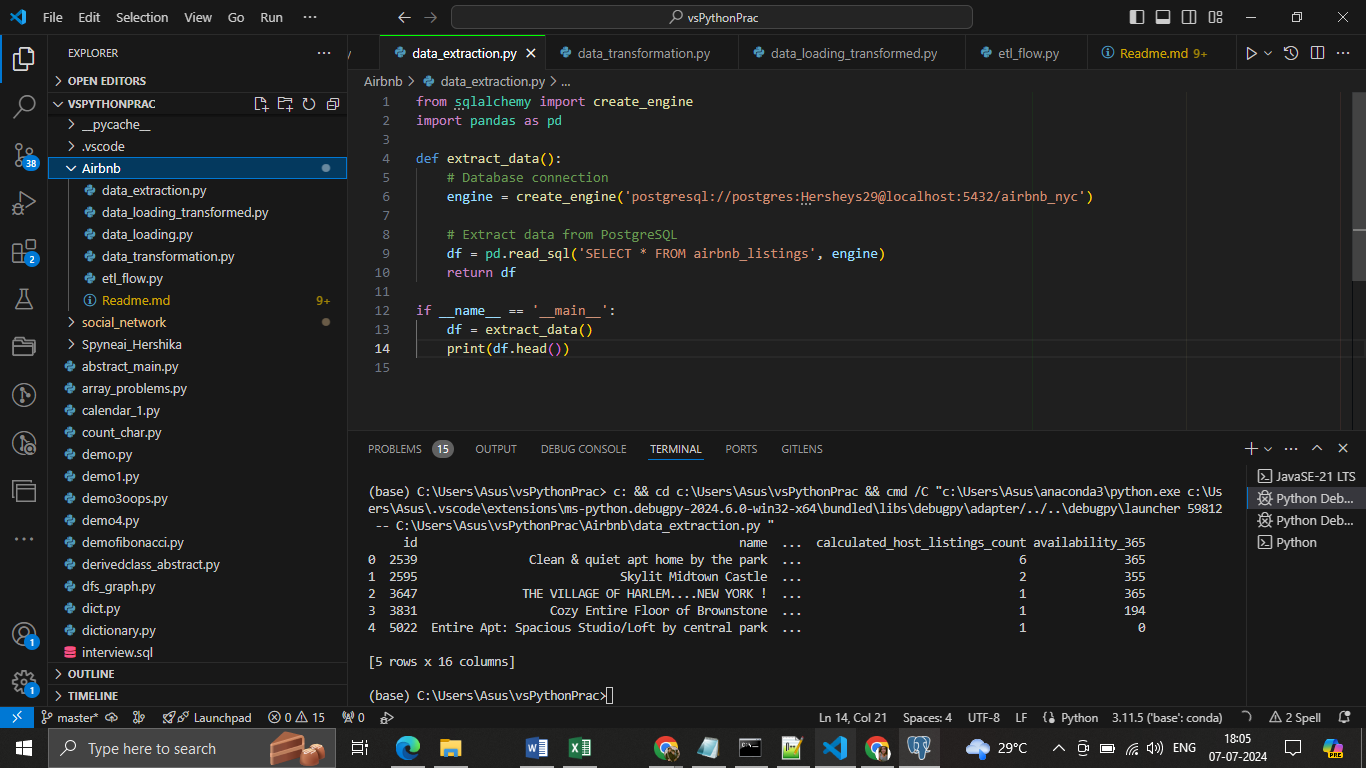 File Edit Selection View Go Run ···
vsPythonPrac
EXPLORER
OPEN EDITORS
VSPYTHONPRAC
__pycache__
.vscode
Airbnb
data_extraction.py
data_loading_transformed.py
data_loading.py
data_transformation.py
etl_flow.py
Readme.md 9+
social_network
Spyneai_Hershika
abstract_main.py
array_problems.py
calendar_1.py
count_char.py
demo.py
demo1.py
demo3oops.py
demo4.py
demofibonacci.py
derivedclass_abstract.py
dfs_graph.py
dict.py
dictionary.py
interview.sql
OUTLINE
TIMELINE
38
2
1
1
data_extraction.py data_transformation.py data_loading_transformed.py etl_flow.py Readme.md 9+
Airbnb > data_extraction.py > ...
1 from sqlalchemy import create_engine
2 import pandas as pd
3
4 def extract_data():
5 # Database connection
6 engine = create_engine('postgresql://postgres:Hersheys29@localhost:5432/airbnb_nyc')
7
8 # Extract data from PostgreSQL
9 df = pd.read_sql('SELECT * FROM airbnb_listings', engine)
10 return df
11
12 if __name__ == '__main__':
13 df = extract_data()
14 print(df.head())
15
PROBLEMS 15 OUTPUT DEBUG CONSOLE TERMINAL PORTS GITLENS
(base) C:\Users\Asus\vsPythonPrac> c: && cd c:\Users\Asus\vsPythonPrac && cmd /C "c:\Users\Asus\anaconda3\python.exe c:\Us
ers\Asus\.vscode\extensions\ms-python.debugpy-2024.6.0-win32-x64\bundled\libs\debugpy\adapter/../..\debugpy\launcher 59812
-- C:\Users\Asus\vsPythonPrac\Airbnb\data_extraction.py "
id name ... calculated_host_listings_count availability_365
0 2539 Clean & quiet apt home by the park ... 6 365
1 2595 Skylit Midtown Castle ... 2 355
2 3647 THE VILLAGE OF HARLEM....NEW YORK ! ... 1 365
3 3831 Cozy Entire Floor of Brownstone ... 1 194
4 5022 Entire Apt: Spacious Studio/Loft by central park ... 1 0
[5 rows x 16 columns]
(base) C:\Users\Asus\vsPythonPrac>
JavaSE-21 LTS
Python Deb...
Python Deb...
Python
master* Launchpad 0 15 0 Ln 14, Col 21 Spaces: 4 UTF-8 LF Python 3.11.5 ('base': conda) 2 Spell
Type here to search
29°C ENG
18:05
07-07-2024
PRE